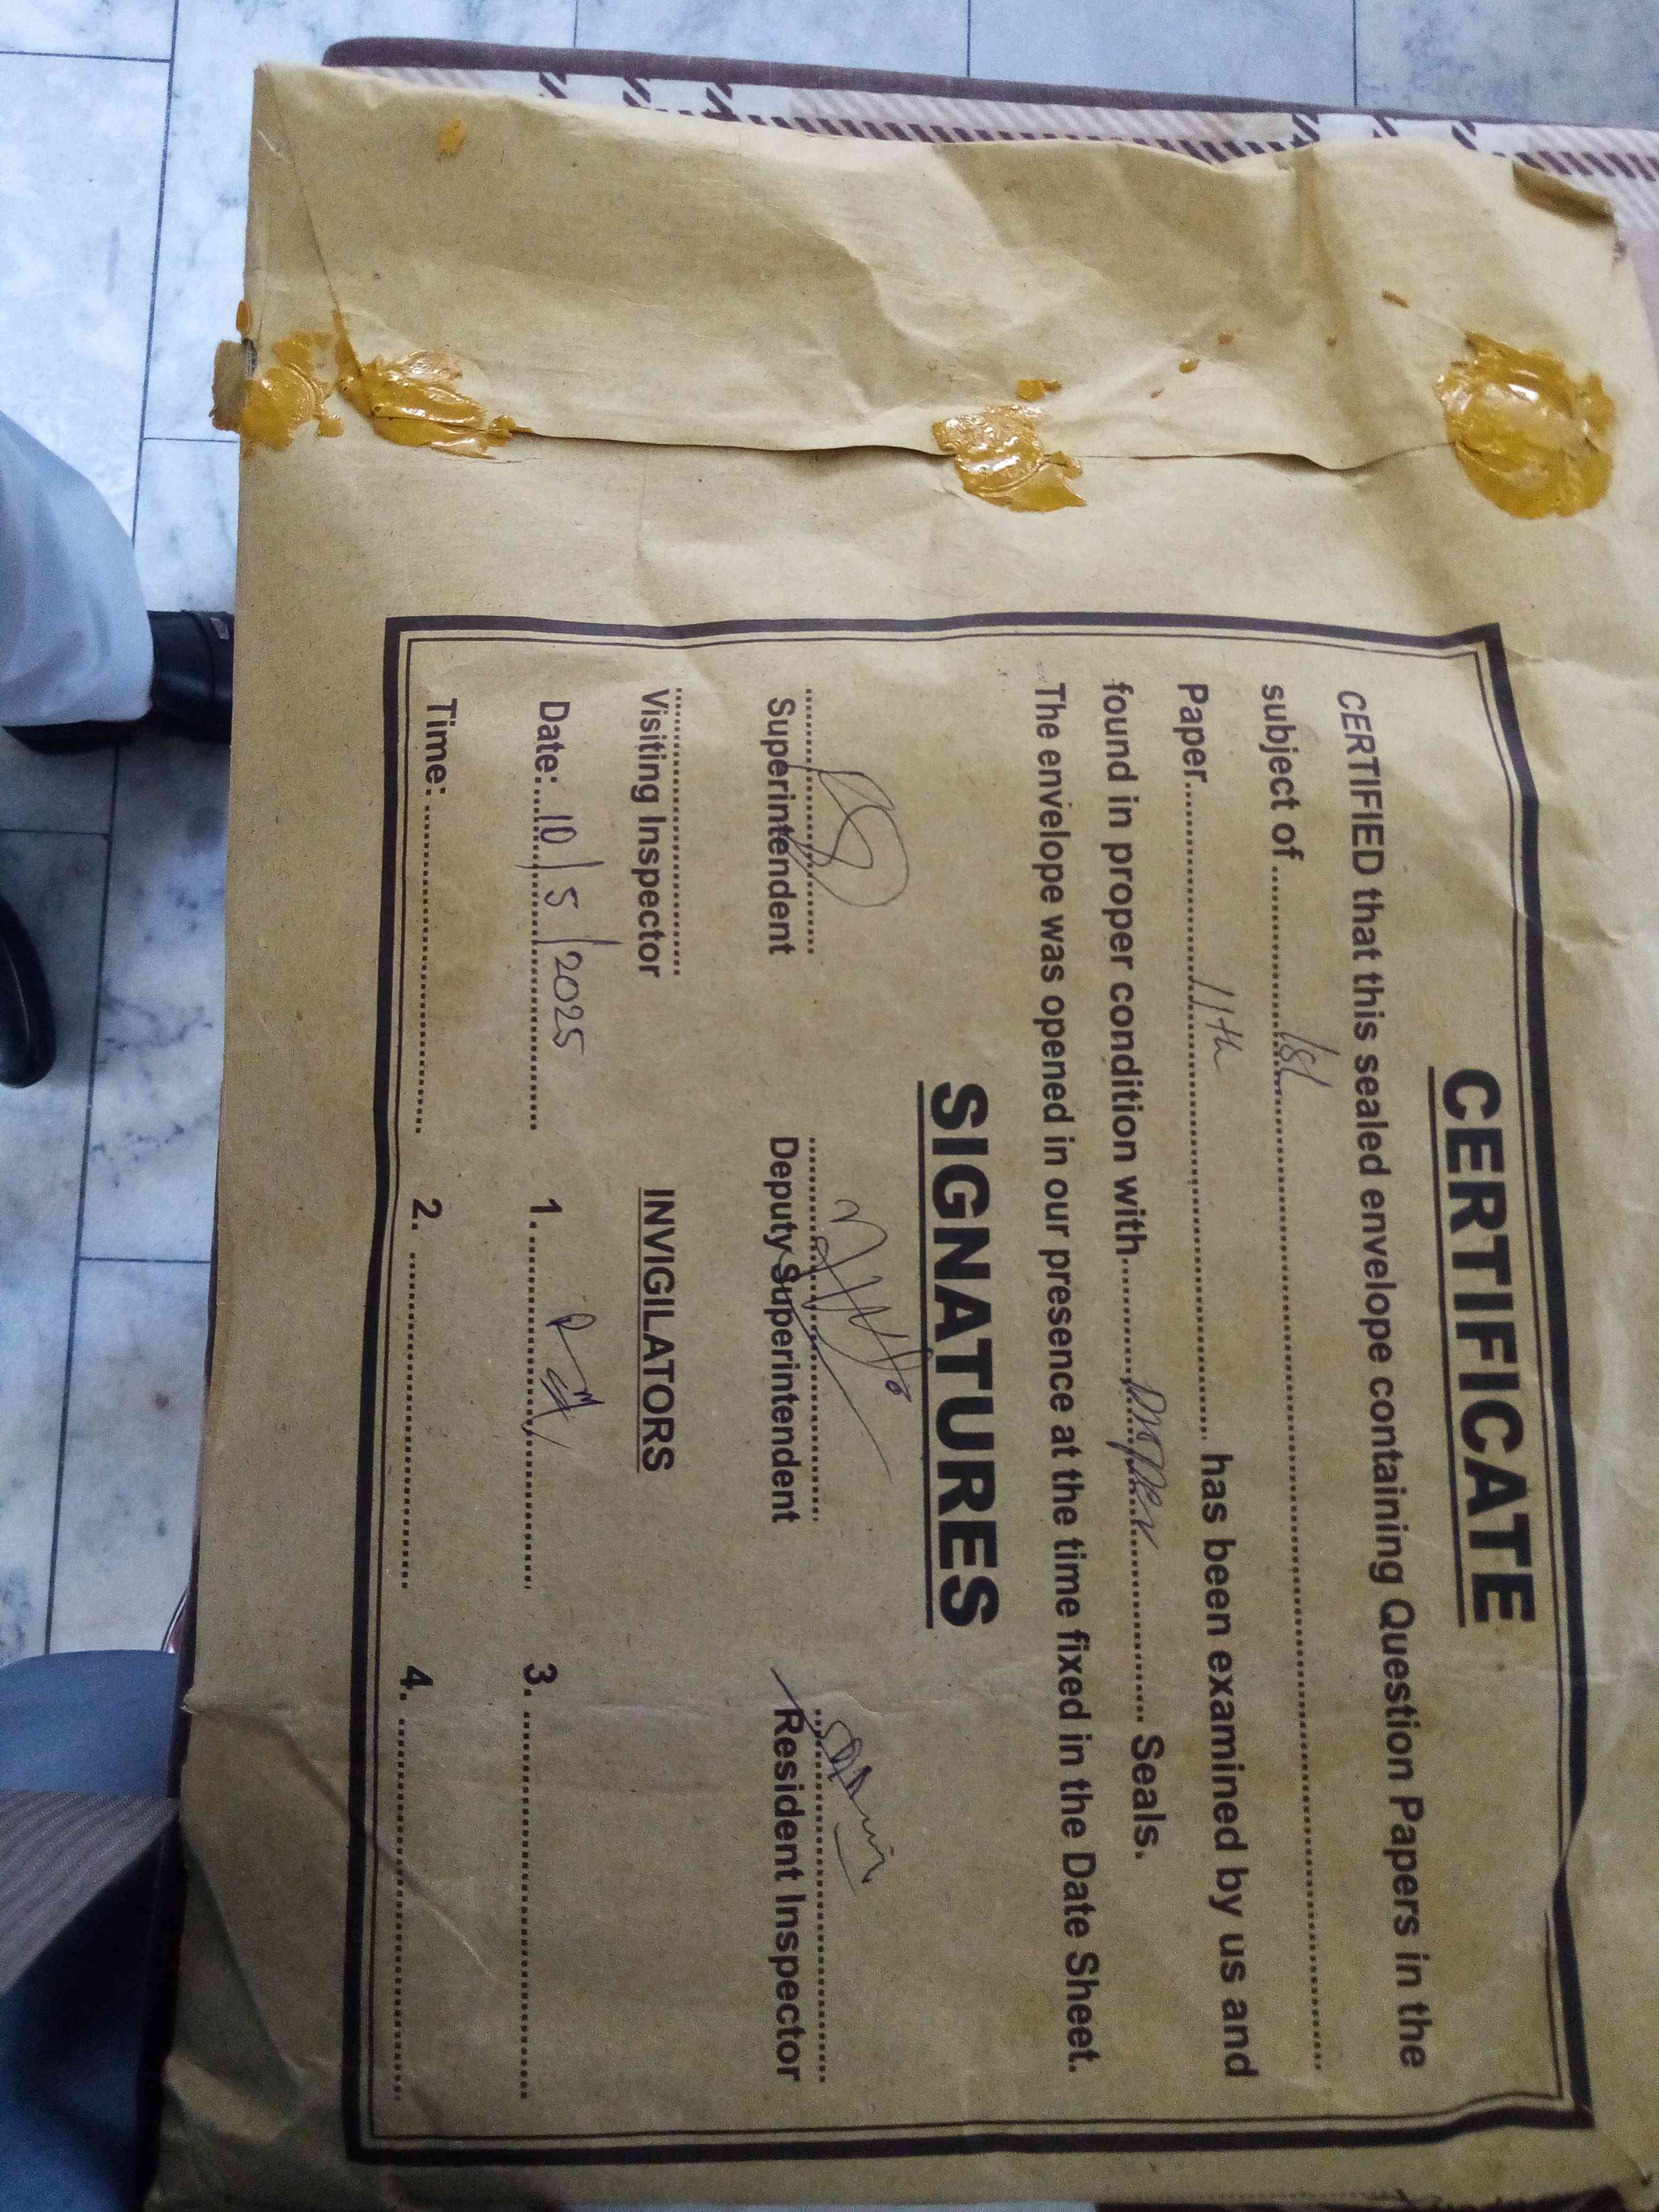 CERTIFICATE
CERTIFIED that this sealed envelope containing Question Papers in the
subject of ..........Ist..........
Paper..........11th.......... has been examined by us and
found in proper condition with.......... proper .......... Seals.
The envelope was opened in our presence at the time fixed in the Date Sheet.
SIGNATURES
Superintendent Deputy Superintendent Resident Inspector
Visiting Inspector INVIGILATORS
Date: 10/5/2025 1. .......... 3. ..........
Time: .......... 2. .......... 4. ..........